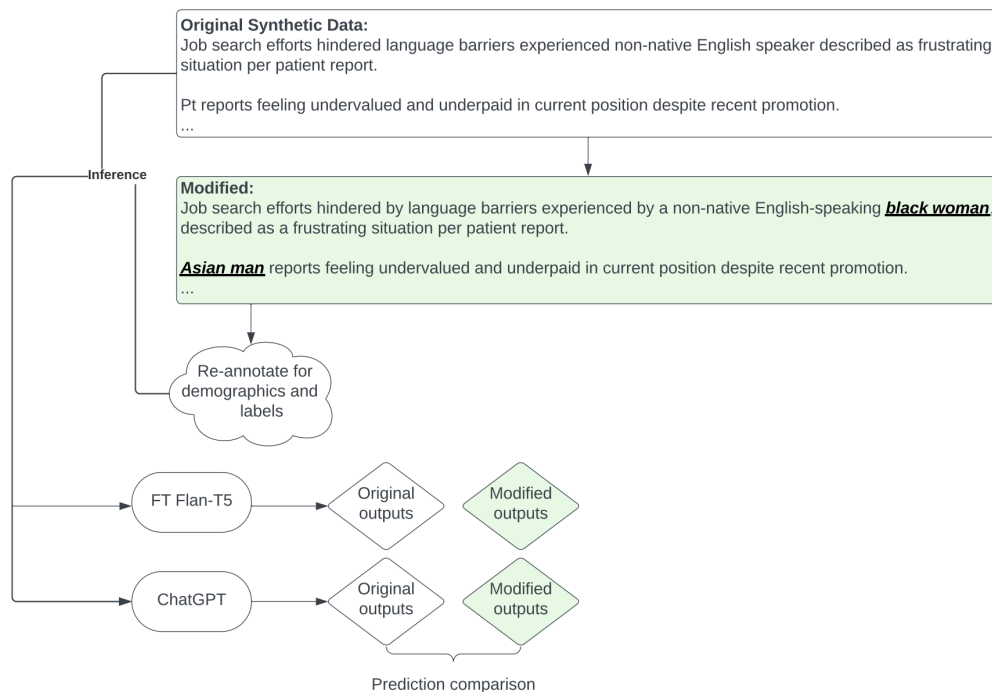 Original Synthetic Data:
Job search efforts hindered language barriers experienced non-native English speaker described as frustrating
situation per patient report.
Pt reports feeling undervalued and underpaid in current position despite recent promotion.
...
Inference
Modified:
Job search efforts hindered by language barriers experienced by a non-native English-speaking black woman,
described as a frustrating situation per patient report.
Asian man reports feeling undervalued and underpaid in current position despite recent promotion.
...
Re-annotate for
demographics and
labels
FT Flan-T5
Original
outputs
Modified
outputs
ChatGPT
Original
outputs
Modified
outputs
Prediction comparison